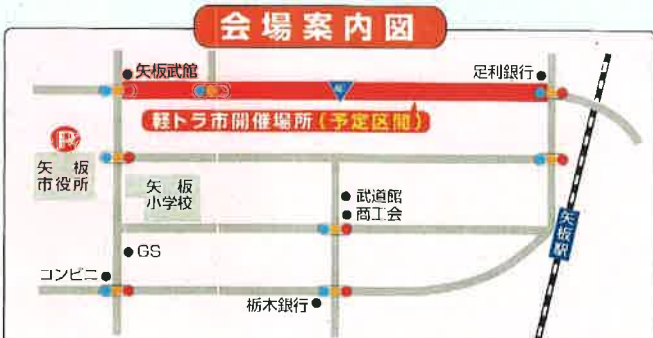 会場案内図
矢板武館
足利銀行
軽トラ市開催場所(予定区間)
P
矢板
市役所
矢板
小学校
武道館
商工会
矢板駅
GS
コンビニ
栃木銀行